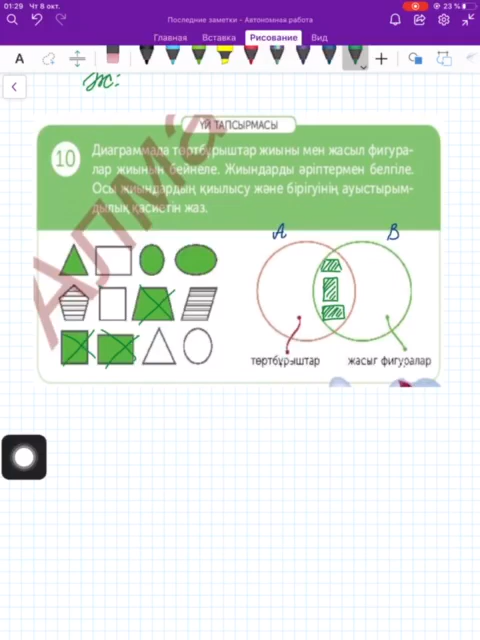 01:29 Чт 8 окт.
23 %
Последние заметки – Автономная работа
Главная Вставка Рисование Вид
А
ж:
ҮЙ ТАПСЫРМАСЫ
10
Диаграммада төртбұрыштар жиыны мен жасыл фигура-
лар жиынын бейнеле. Жиындарды әріптермен белгіле.
Осы жиындардың қиылысу және бірігуінің ауыстырым-
дылық қасиетін жаз.
А В
төртбұрыштар жасыл фигуралар